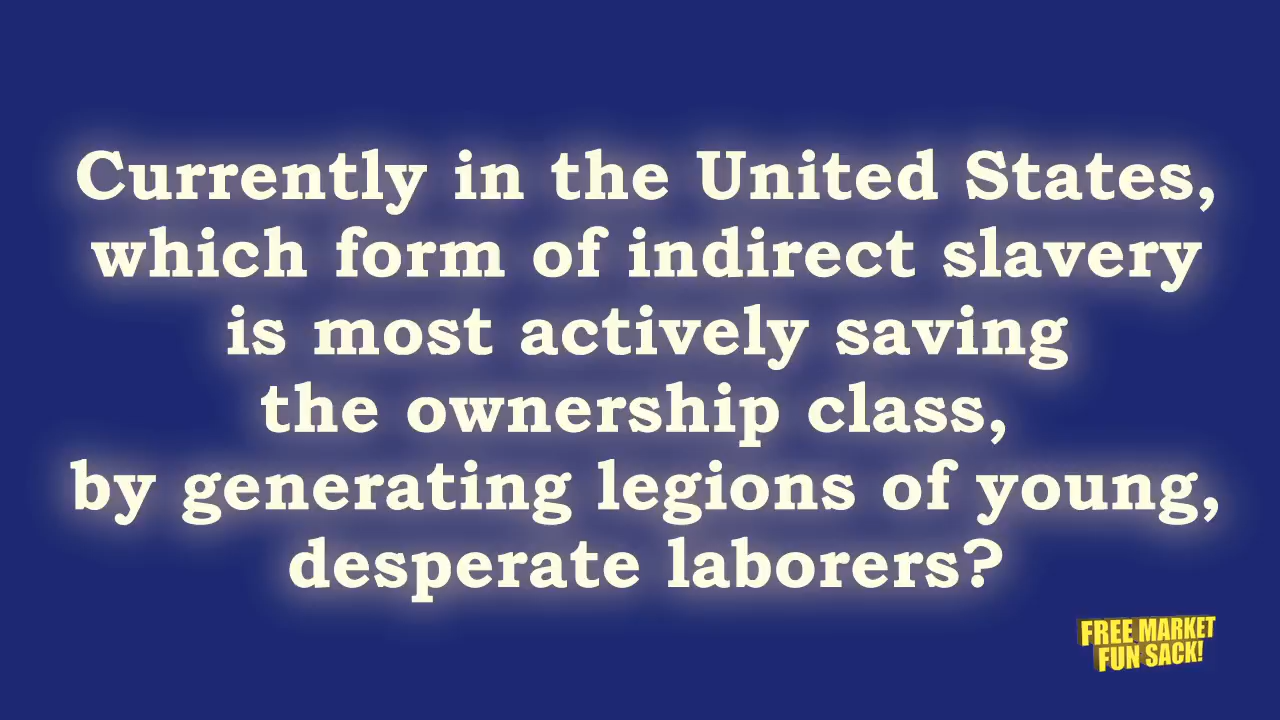 Currently in the United States,
which form of indirect slavery
is most actively saving
the ownership class,
by generating legions of young,
desperate laborers?
FREE MARKET
FUN SACK!